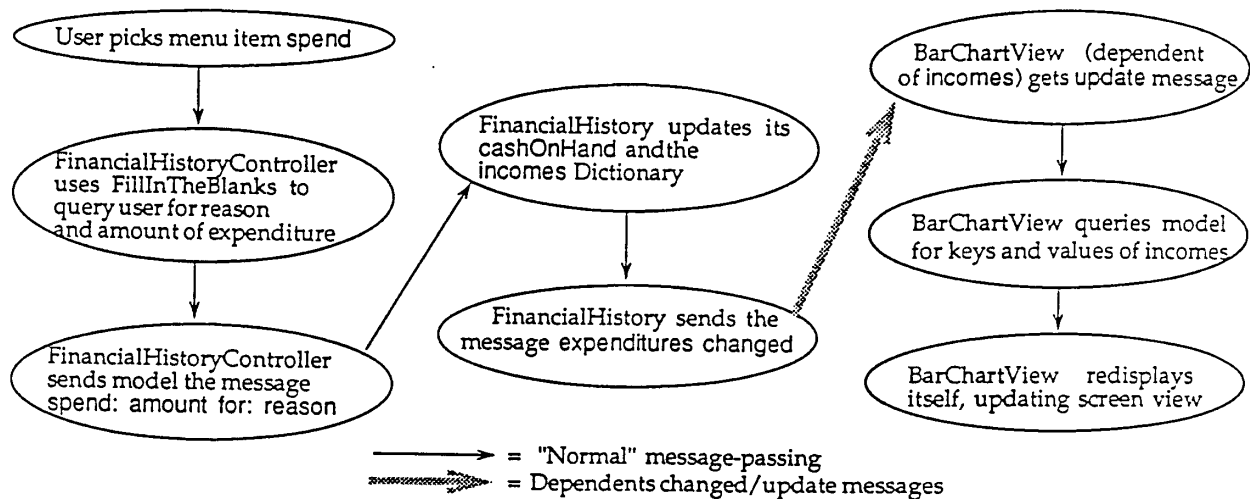 User picks menu item spend
FinancialHistoryController
uses FillInTheBlanks to
query user for reason
and amount of expenditure
FinancialHistoryController
sends model the message
spend: amount for: reason
FinancialHistory updates its
cashOnHand andthe
incomes Dictionary
FinancialHistory sends the
message expenditures changed
BarChartView (dependent
of incomes) gets update message
BarChartView queries model
for keys and values of incomes
BarChartView redisplays
itself, updating screen view
= "Normal" message-passing
= Dependents changed/update messages